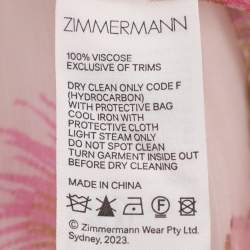 ZIMMERMANN
100% VISCOSE
EXCLUSIVE OF TRIMS
DRY CLEAN ONLY CODE F
(HYDROCARBON)
WITH PROTECTIVE BAG
COOL IRON WITH
PROTECTIVE CLOTH
LIGHT STEAM ONLY
DO NOT SPOT CLEAN
TURN GARMENT INSIDE OUT
BEFORE DRY CLEANING
MADE IN CHINA
© Zimmermann Wear Pty Ltd.
Sydney, 2023.